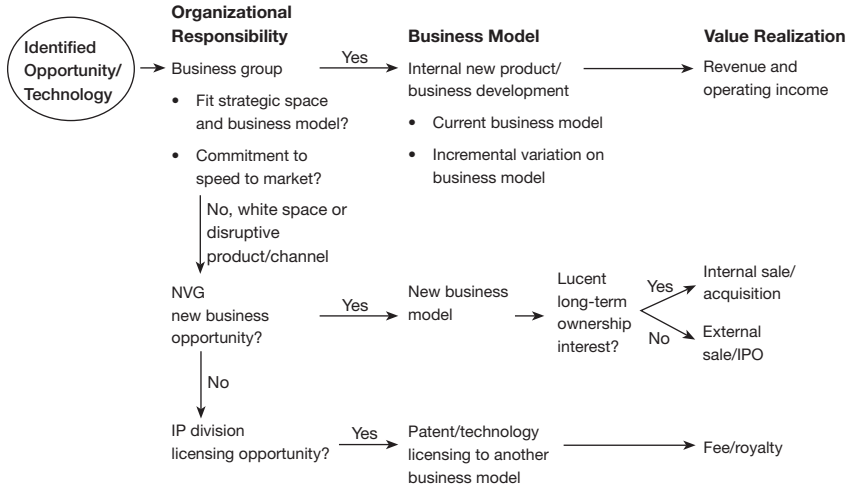 Organizational
Responsibility
Business Model
Value Realization
Identified
Opportunity/
Technology
Business group
• Fit strategic space
and business model?
• Commitment to
speed to market?
Yes
Internal new product/
business development
• Current business model
• Incremental variation on
business model
Revenue and
operating income
No, white space or
disruptive
product/channel
NVG
new business
opportunity?
Yes
New business
model
Lucent
long-term
ownership
interest?
Yes
Internal sale/
acquisition
No
External
sale/IPO
No
IP division
licensing opportunity?
Yes
Patent/technology
licensing to another
business model
Fee/royalty